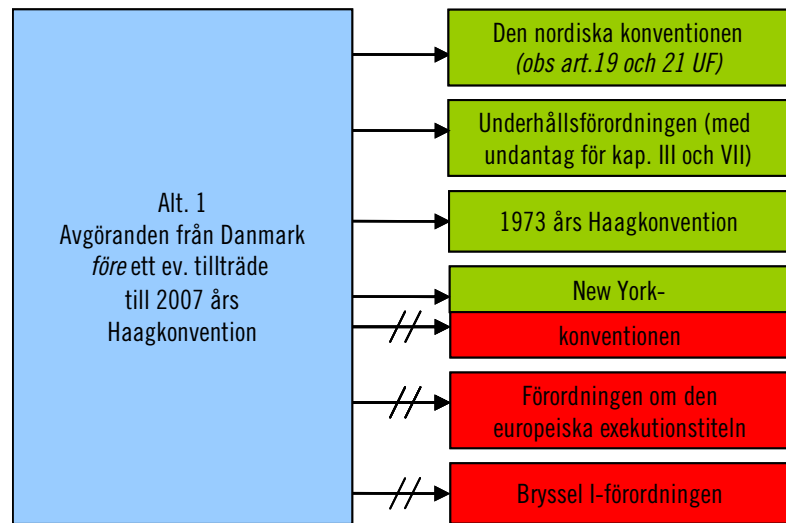 Alt. 1
Avgöranden från Danmark
före ett ev. tillträde
till 2007 års
Haagkonvention
Den nordiska konventionen
(obs art.19 och 21 UF)
Underhållsförordningen (med
undantag för kap. III och VII)
1973 års Haagkonvention
New York-
konventionen
Förordningen om den
europeiska exekutionstiteln
Bryssel I-förordningen